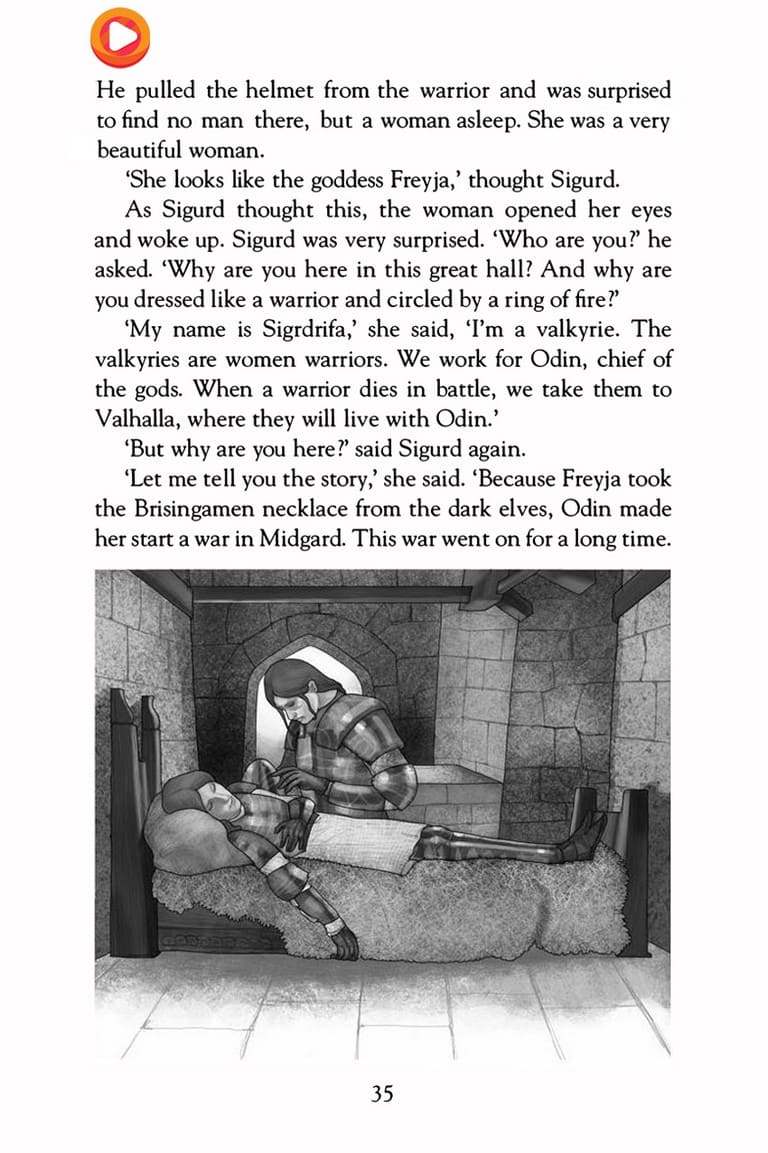 He pulled the helmet from the warrior and was surprised
to find no man there, but a woman asleep. She was a very
beautiful woman.
‘She looks like the goddess Freyja,’ thought Sigurd.
As Sigurd thought this, the woman opened her eyes
and woke up. Sigurd was very surprised. ‘Who are you?’ he
asked. ‘Why are you here in this great hall? And why are
you dressed like a warrior and circled by a ring of fire?’
‘My name is Sigrdrifa,’ she said, ‘I’m a valkyrie. The
valkyries are women warriors. We work for Odin, chief of
the gods. When a warrior dies in battle, we take them to
Valhalla, where they will live with Odin.’
‘But why are you here?’ said Sigurd again.
‘Let me tell you the story,’ she said. ‘Because Freyja took
the Brisingamen necklace from the dark elves, Odin made
her start a war in Midgard. This war went on for a long time.
35